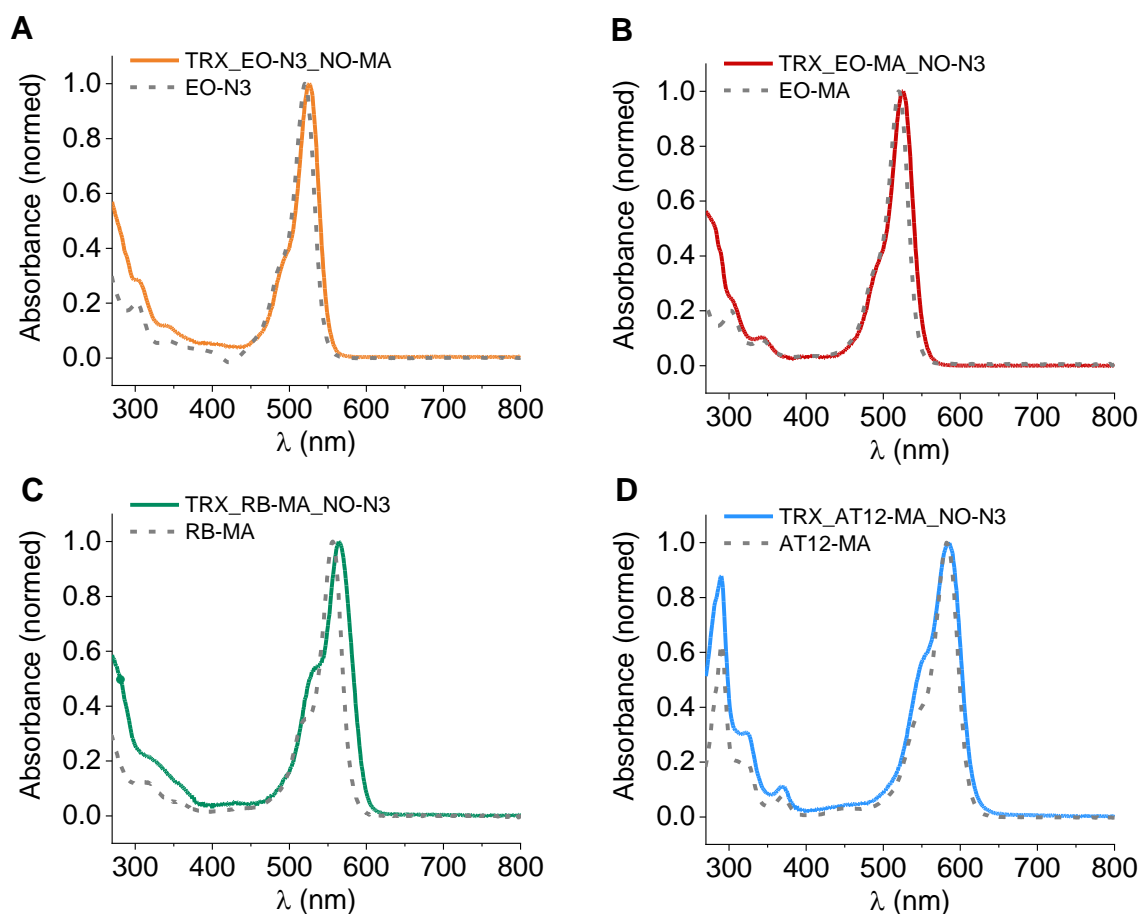 A
TRX_EO-N3_NO-MA
EO-N3
Absorbance (normed)
1.0
0.8
0.6
0.4
0.2
0.0
300 400 500 600 700 800
λ (nm)
B
TRX_EO-MA_NO-N3
EO-MA
Absorbance (normed)
1.0
0.8
0.6
0.4
0.2
0.0
300 400 500 600 700 800
λ (nm)
C
TRX_RB-MA_NO-N3
RB-MA
Absorbance (normed)
1.0
0.8
0.6
0.4
0.2
0.0
300 400 500 600 700 800
λ (nm)
D
TRX_AT12-MA_NO-N3
AT12-MA
Absorbance (normed)
1.0
0.8
0.6
0.4
0.2
0.0
300 400 500 600 700 800
λ (nm)